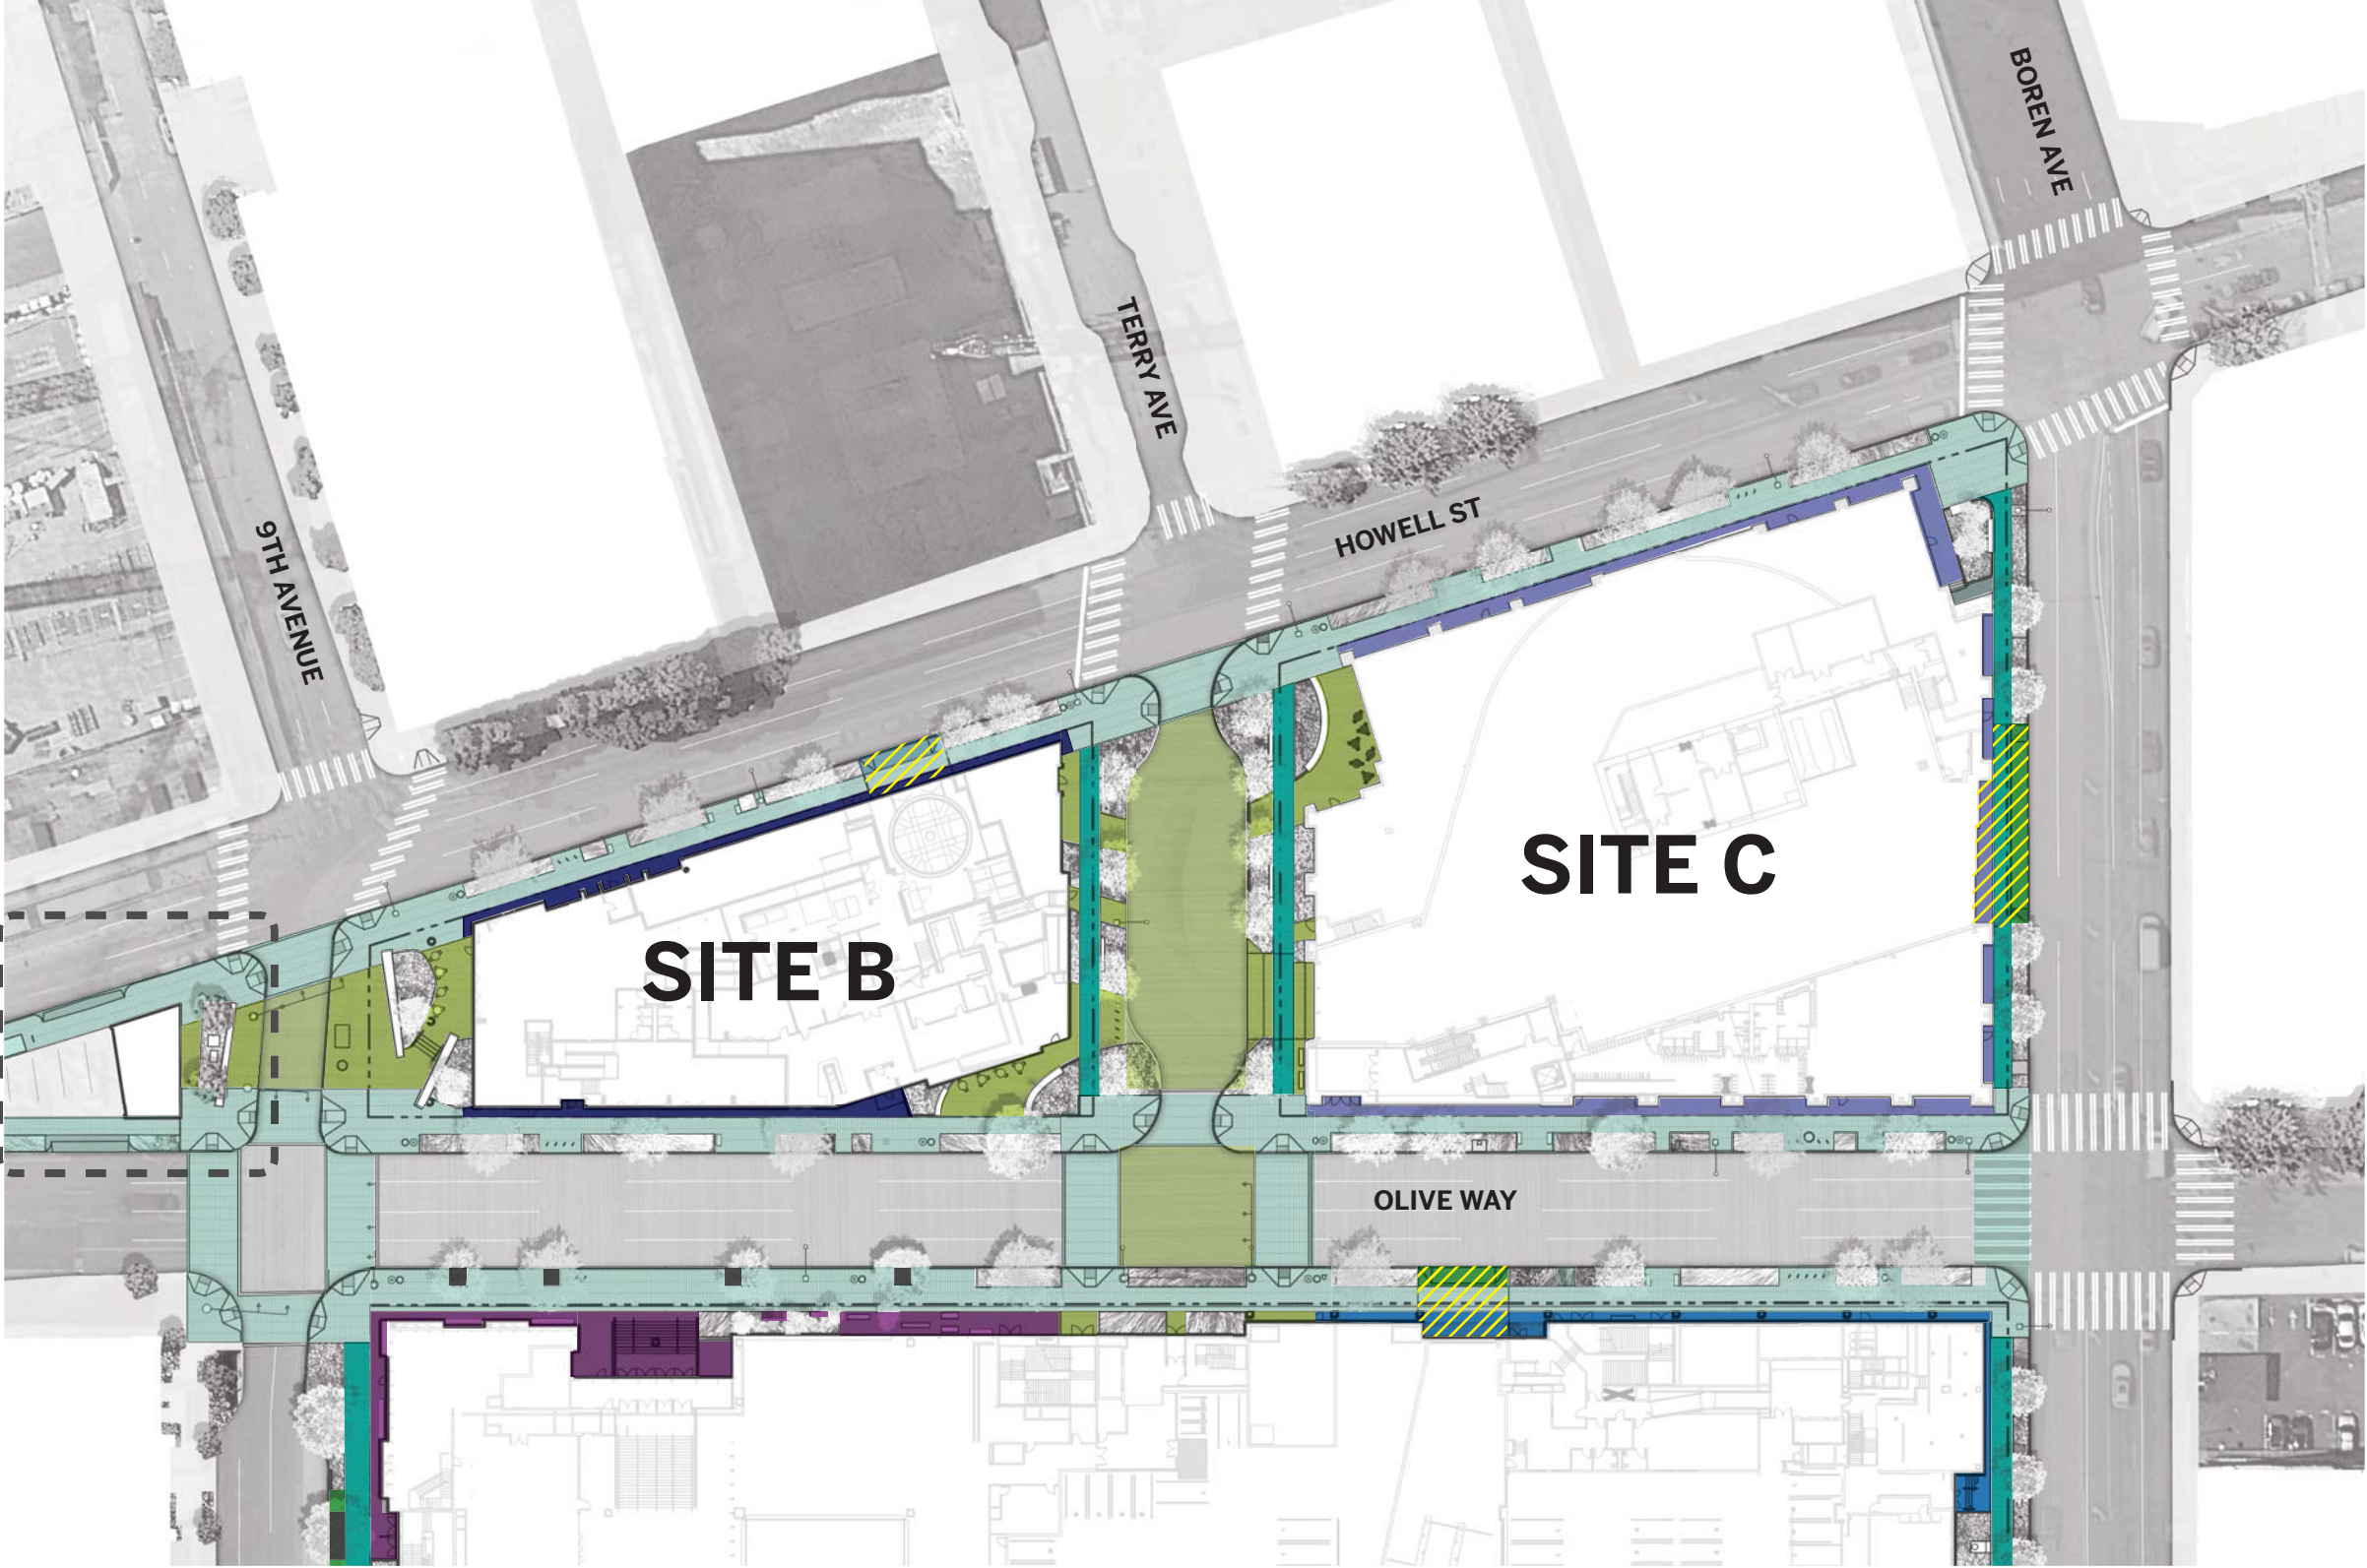 BOREN AVE
TERRY AVE
HOWELL ST
9TH AVENUE
SITE C
SITE B
OLIVE WAY